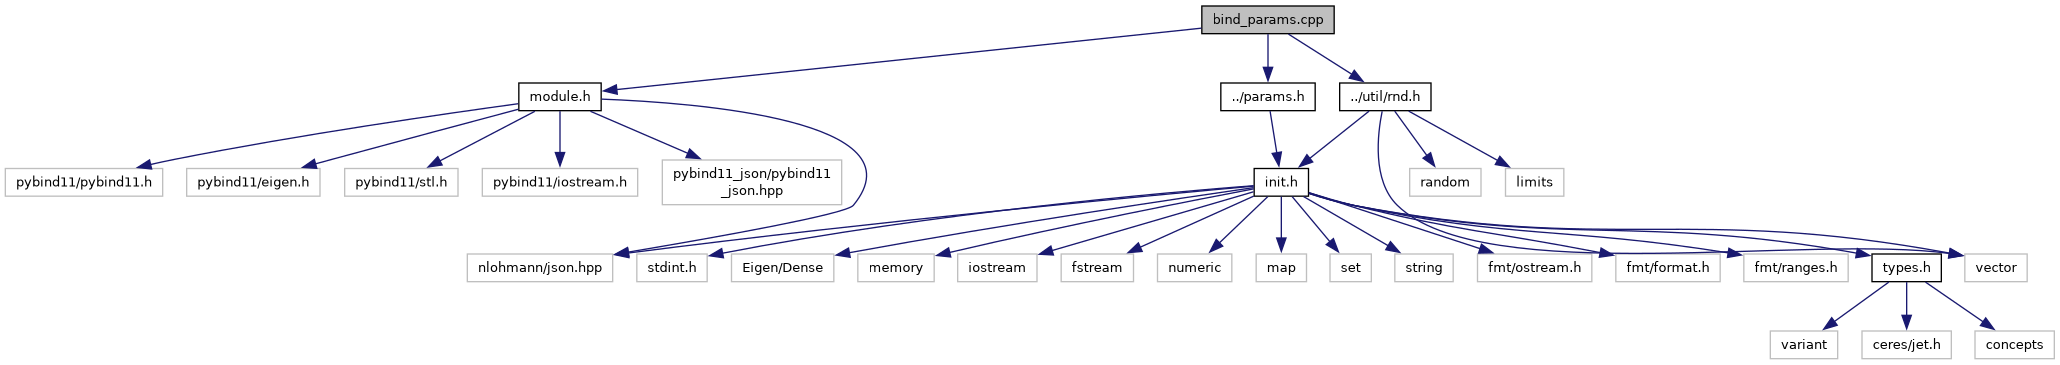 bind_params.cpp
module.h
../params.h
../util/rnd.h
pybind11/pybind11.h
pybind11/eigen.h
pybind11/stl.h
pybind11/iostream.h
pybind11_json/pybind11
_json.hpp
init.h
random
limits
nlohmann/json.hpp
stdint.h
Eigen/Dense
memory
iostream
fstream
numeric
map
set
string
fmt/ostream.h
fmt/format.h
fmt/ranges.h
types.h
vector
variant
ceres/jet.h
concepts